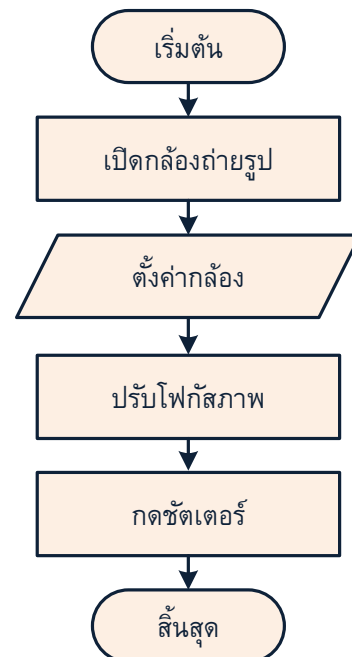 เริ่มต้น
เปิดกล้องถ่ายรูป
ตั้งค่ากล้อง
ปรับโฟกัสภาพ
กดชัตเตอร์
สิ้นสุด